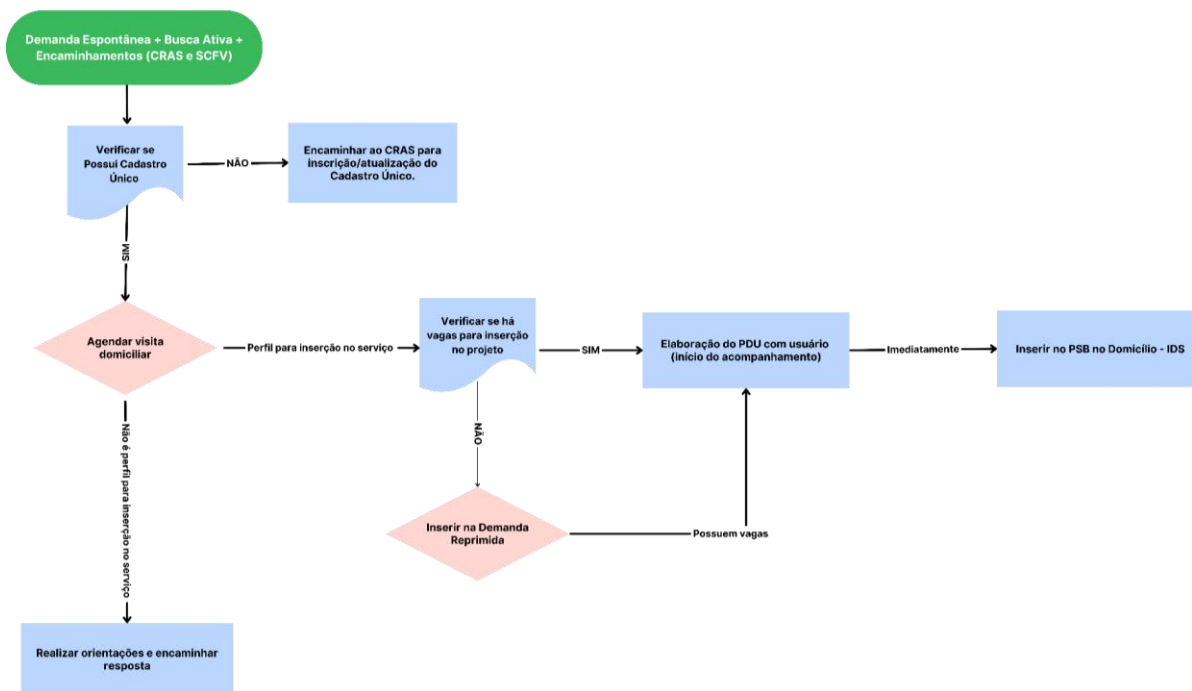 Demanda Espontânea + Busca Ativa +
Encaminhamentos (CRAS e SCFV)
Verificar se
Possui Cadastro
Único
NÃO
Encaminhar ao CRAS para
inscrição/atualização do
Cadastro Único.
SIM
Agendar visita
domiciliar
Perfil para inserção no serviço
Verificar se há
vagas para inserção
no projeto
SIM
Elaboração do PDU com usuário
(início do acompanhamento)
Imediatamente
Inserir no PSB no Domicílio - IDS
NÃO
Não é perfil para inserção no serviço
Inserir na Demanda
Reprimida
Possuem vagas
Realizar orientações e encaminhar
resposta